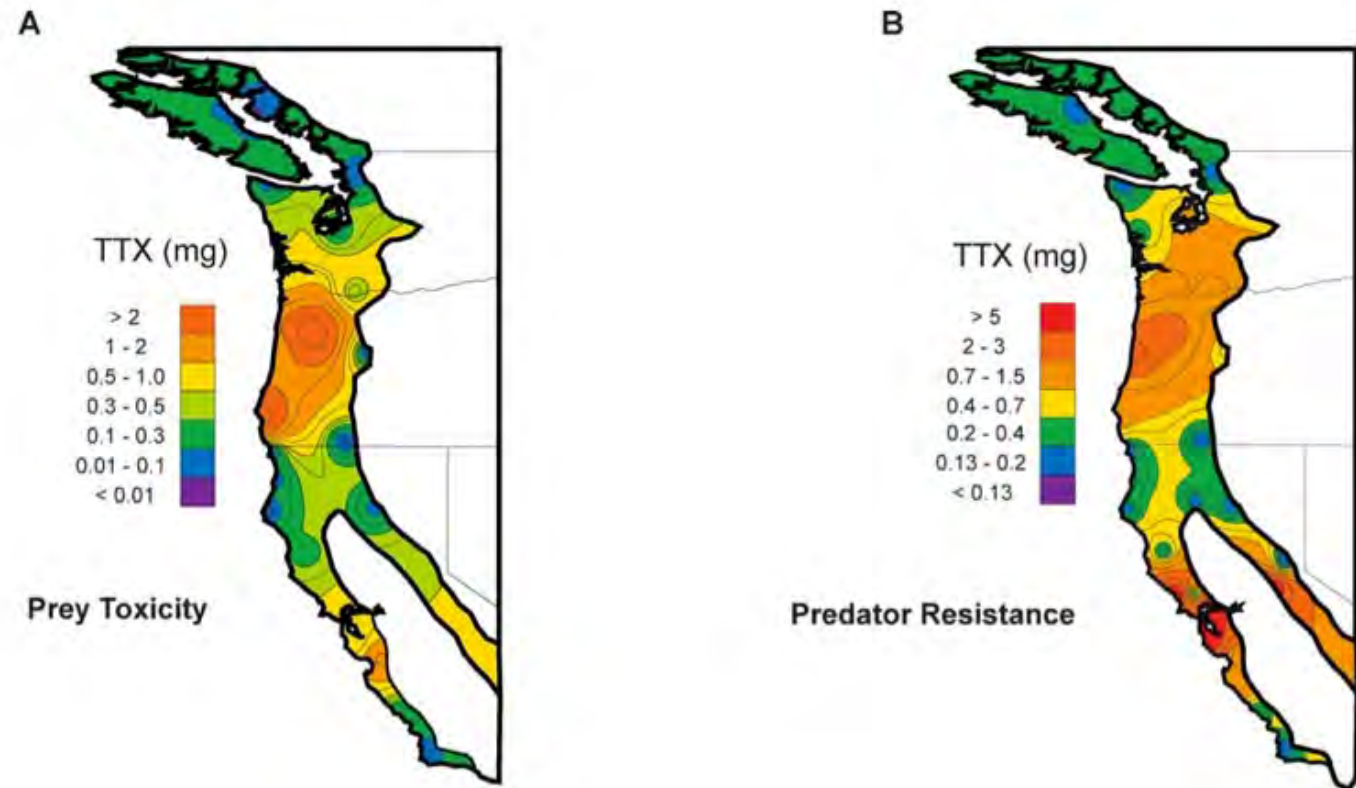 A
TTX (mg)
> 2
1 - 2
0.5 - 1.0
0.3 - 0.5
0.1 - 0.3
0.01 - 0.1
< 0.01
Prey Toxicity
B
TTX (mg)
> 5
2 - 3
0.7 - 1.5
0.4 - 0.7
0.2 - 0.4
0.13 - 0.2
< 0.13
Predator Resistance